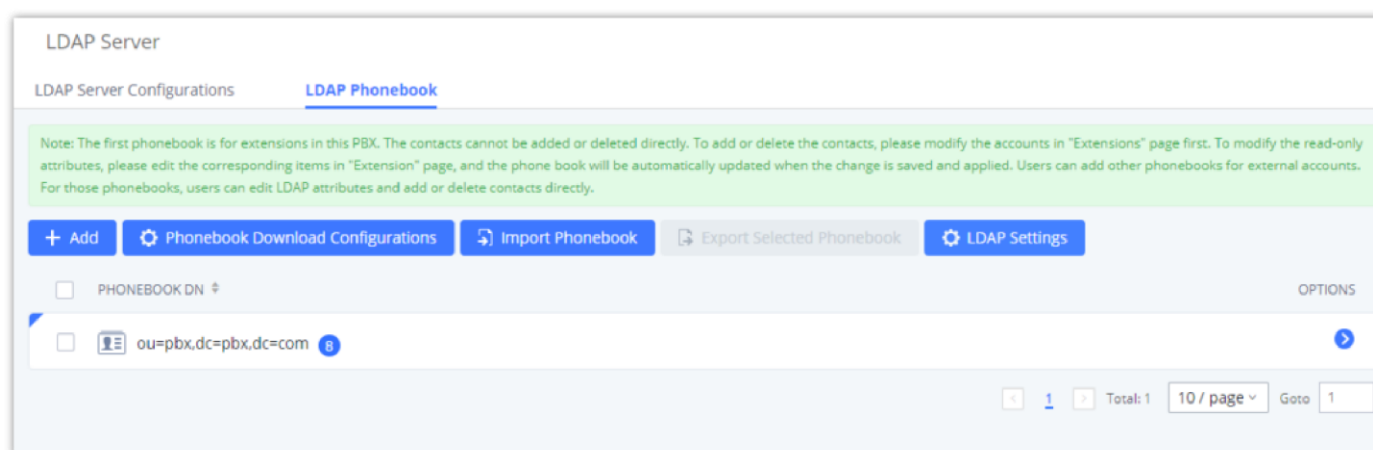 LDAP Server
LDAP Server Configurations LDAP Phonebook
Note: The first phonebook is for extensions in this PBX. The contacts cannot be added or deleted directly. To add or delete the contacts, please modify the accounts in "Extensions" page first. To modify the read-only
attributes, please edit the corresponding items in "Extension" page, and the phone book will be automatically updated when the change is saved and applied. Users can add other phonebooks for external accounts.
For those phonebooks, users can edit LDAP attributes and add or delete contacts directly.
+ Add Phonebook Download Configurations Import Phonebook Export Selected Phonebook LDAP Settings
PHONEBOOK DN OPTIONS
ou=pbx,dc=pbx,dc=com 8
< 1 > Total: 1 10 / page Goto 1